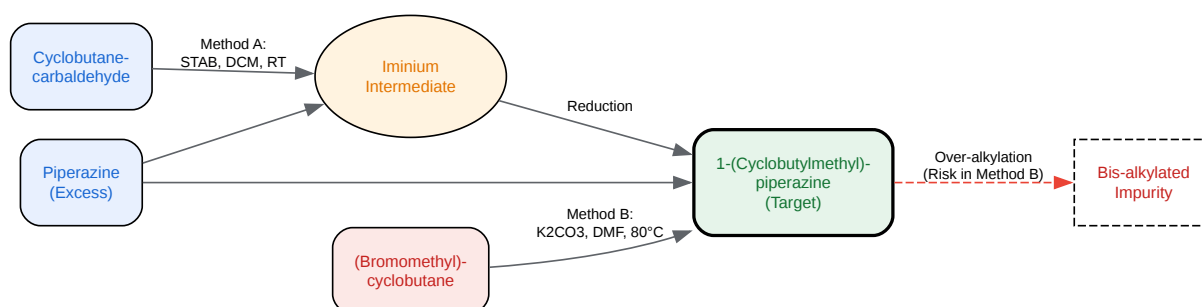 Cyclobutane-
carbaldehyde
Method A:
STAB, DCM, RT
Iminium
Intermediate
Reduction
Piperazine
(Excess)
1-(Cyclobutylmethyl)-
piperazine
(Target)
Over-alkylation
(Risk in Method B)
Bis-alkylated
Impurity
Method B:
K2CO3, DMF, 80°C
(Bromomethyl)-
cyclobutane